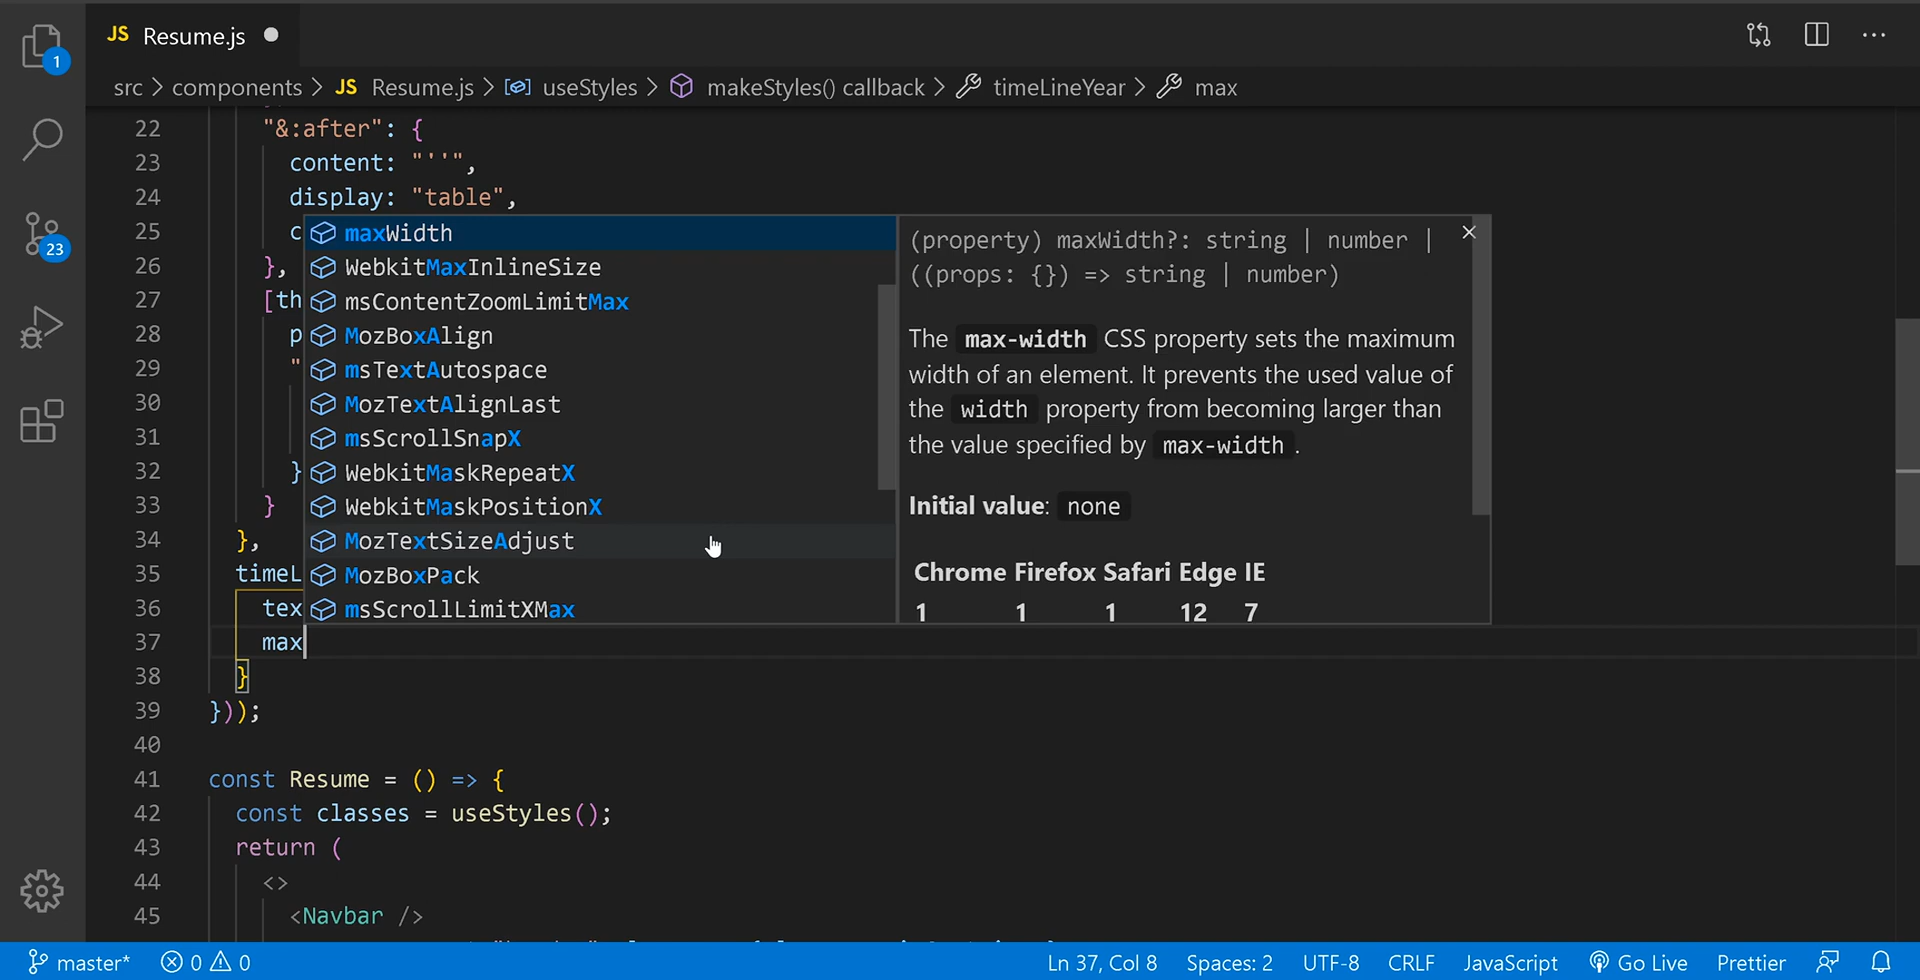 1
JS Resume.js
src > components > JS Resume.js > useStyles > makeStyles() callback > timeLineYear > max
22 "&:after": {
23 content: "''",
24 display: "table",
25 c
26 },
27 [th
28 p
29 "
30
31
32 }
33 }
34 },
35 timeL
36 tex
37 max
38 }
39 }));
40
41 const Resume = () => {
42 const classes = useStyles();
43 return (
44 <>
45 <Navbar />
23
maxWidth
WebkitMaxInlineSize
msContentZoomLimitMax
MozBoxAlign
msTextAutospace
MozTextAlignLast
msScrollSnapX
WebkitMaskRepeatX
WebkitMaskPositionX
MozTextSizeAdjust
MozBoxPack
msScrollLimitXMax
(property) maxWidth?: string | number |
((props: {}) => string | number)
The max-width CSS property sets the maximum
width of an element. It prevents the used value of
the width property from becoming larger than
the value specified by max-width.
Initial value: none
Chrome Firefox Safari Edge IE
1 1 1 12 7
master* 0 0 Ln 37, Col 8 Spaces: 2 UTF-8 CRLF JavaScript Go Live Prettier